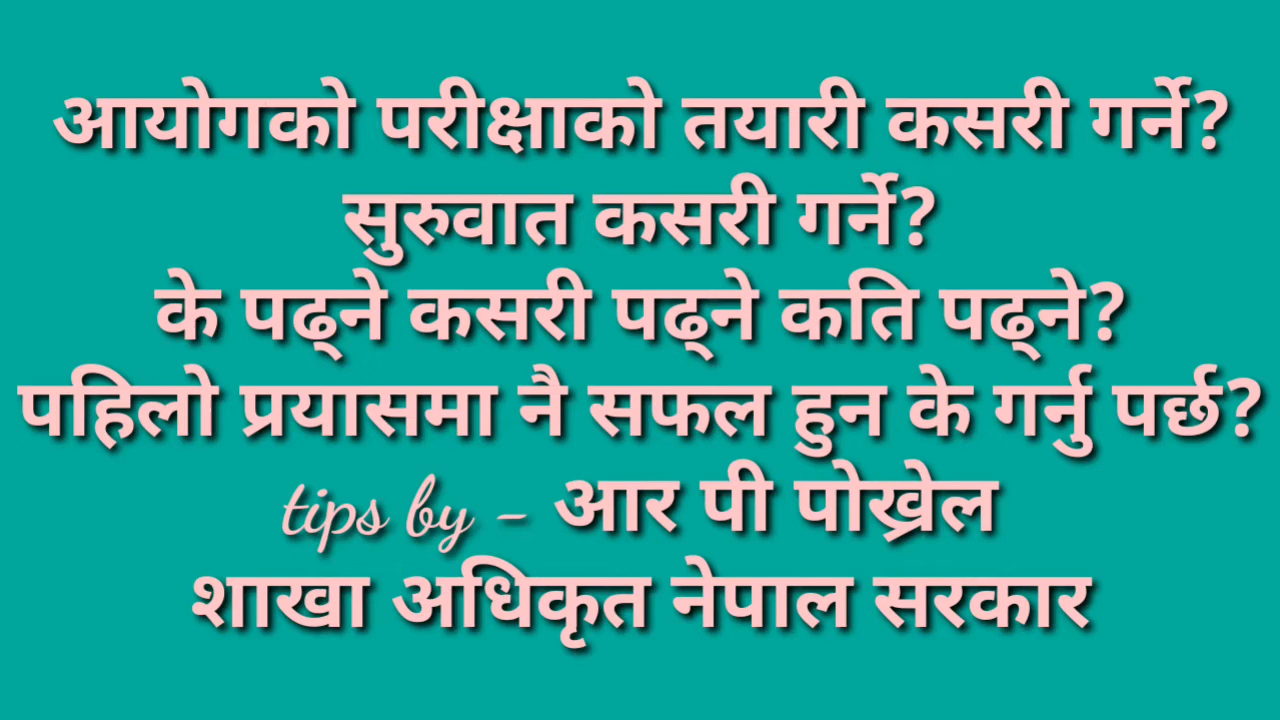 आयोगको परीक्षाको तयारी कसरी गर्ने?
सुरुवात कसरी गर्ने?
के पढ्ने कसरी पढ्ने कति पढ्ने?
पहिलो प्रयासमा नै सफल हुन के गर्नु पर्छ?
tips by - आर पी पोख्रेल
शाखा अधिकृत नेपाल सरकार